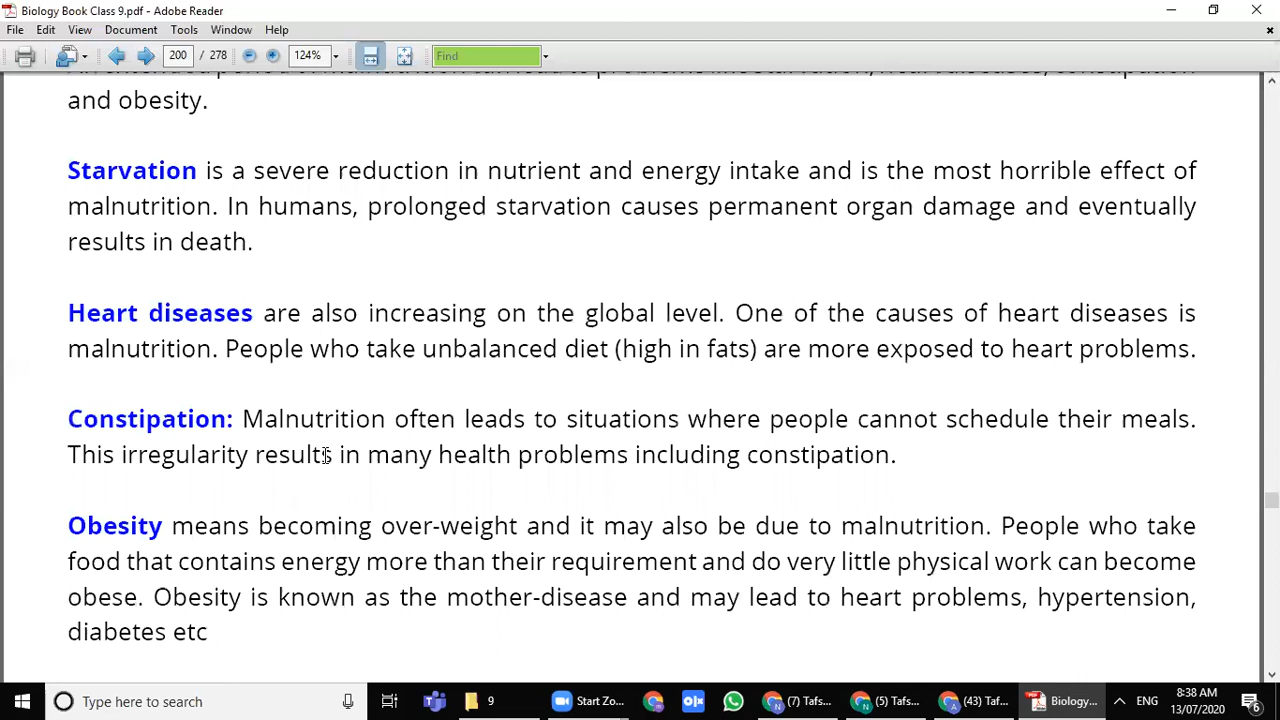 Biology Book Class 9.pdf - Adobe Reader
File Edit View Document Tools Window Help
200 / 278 124% Find
and obesity.
Starvation is a severe reduction in nutrient and energy intake and is the most horrible effect of
malnutrition. In humans, prolonged starvation causes permanent organ damage and eventually
results in death.
Heart diseases are also increasing on the global level. One of the causes of heart diseases is
malnutrition. People who take unbalanced diet (high in fats) are more exposed to heart problems.
Constipation: Malnutrition often leads to situations where people cannot schedule their meals.
This irregularity results in many health problems including constipation.
Obesity means becoming over-weight and it may also be due to malnutrition. People who take
food that contains energy more than their requirement and do very little physical work can become
obese. Obesity is known as the mother-disease and may lead to heart problems, hypertension,
diabetes etc
Type here to search 9 Start Zo... (7) Tafs... (5) Tafs... (43) Taf... Biology... ENG 8:38 AM
13/07/2020 6